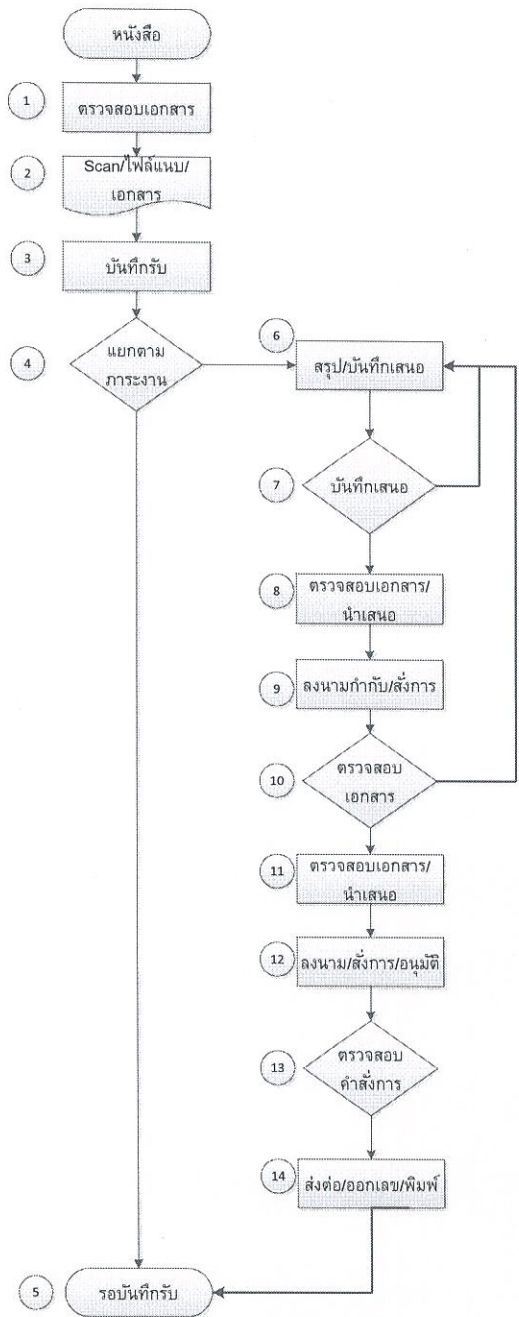 หนังสือ
1
ตรวจสอบเอกสาร
2
Scan/ไฟล์แนบ/
เอกสาร
3
บันทึกรับ
4
แยกตาม
ภาระงาน
6
สรุป/บันทึกเสนอ
7
บันทึกเสนอ
8
ตรวจสอบเอกสาร/
นำเสนอ
9
ลงนามกำกับ/สั่งการ
10
ตรวจสอบ
เอกสาร
11
ตรวจสอบเอกสาร/
นำเสนอ
12
ลงนาม/สั่งการ/อนุมัติ
13
ตรวจสอบ
คำสั่งการ
14
ส่งต่อ/ออกเลข/พิมพ์
5
รอบันทึกรับ